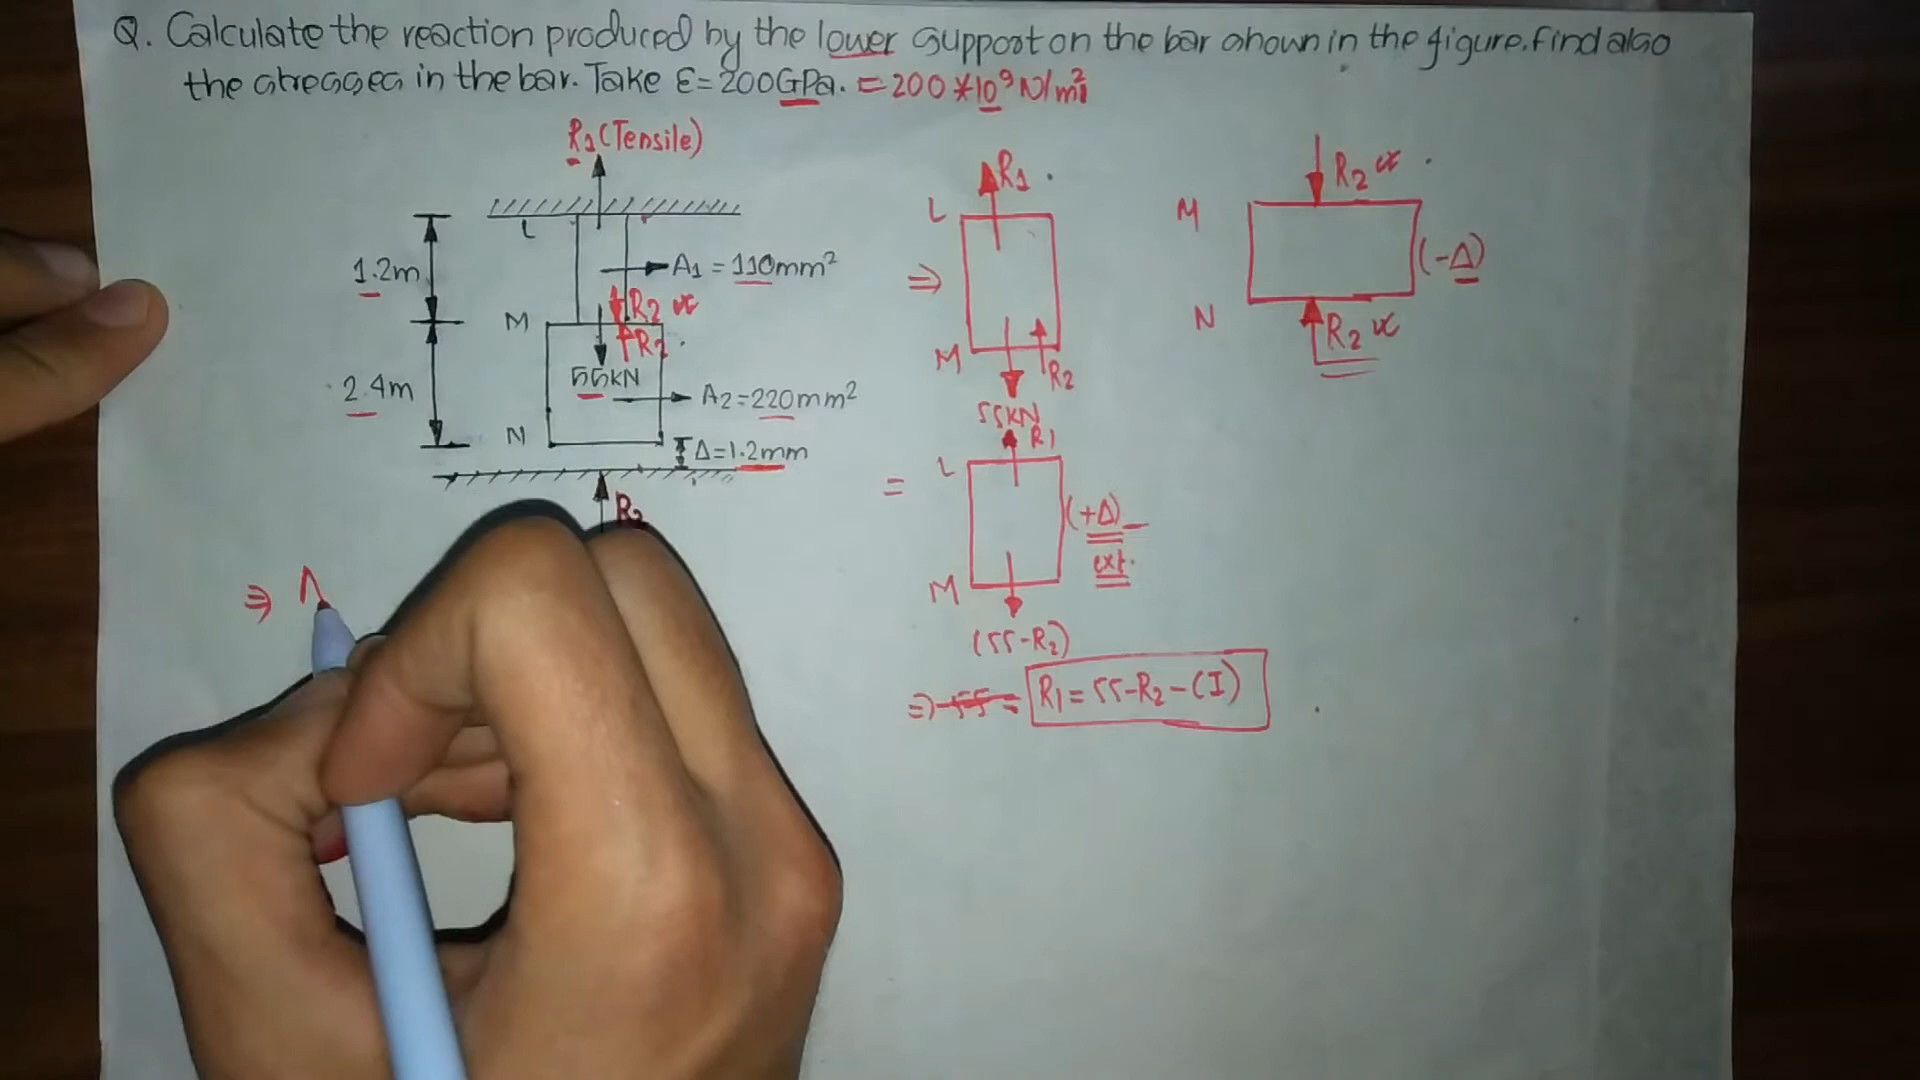 Q. Calculate the reaction produced by the lower support on the bar shown in the figure. Find also
the stresses in the bar. Take ε = 200GPa. = 200 * 10⁹ N/m²
R1 (Tensile)
L
1.2m
A1 = 110mm²
R2
M
R2
55kN
2.4m
A2 = 220mm²
N
Δ=1.2mm
R2
⇒
R1
L
⇒
M
R2
55KN
R1
=
L
(+Δ)
ext.
M
(55-R2)
⇒ R1 = 55-R2 - (I)
R2
M
(-Δ)
N
R2